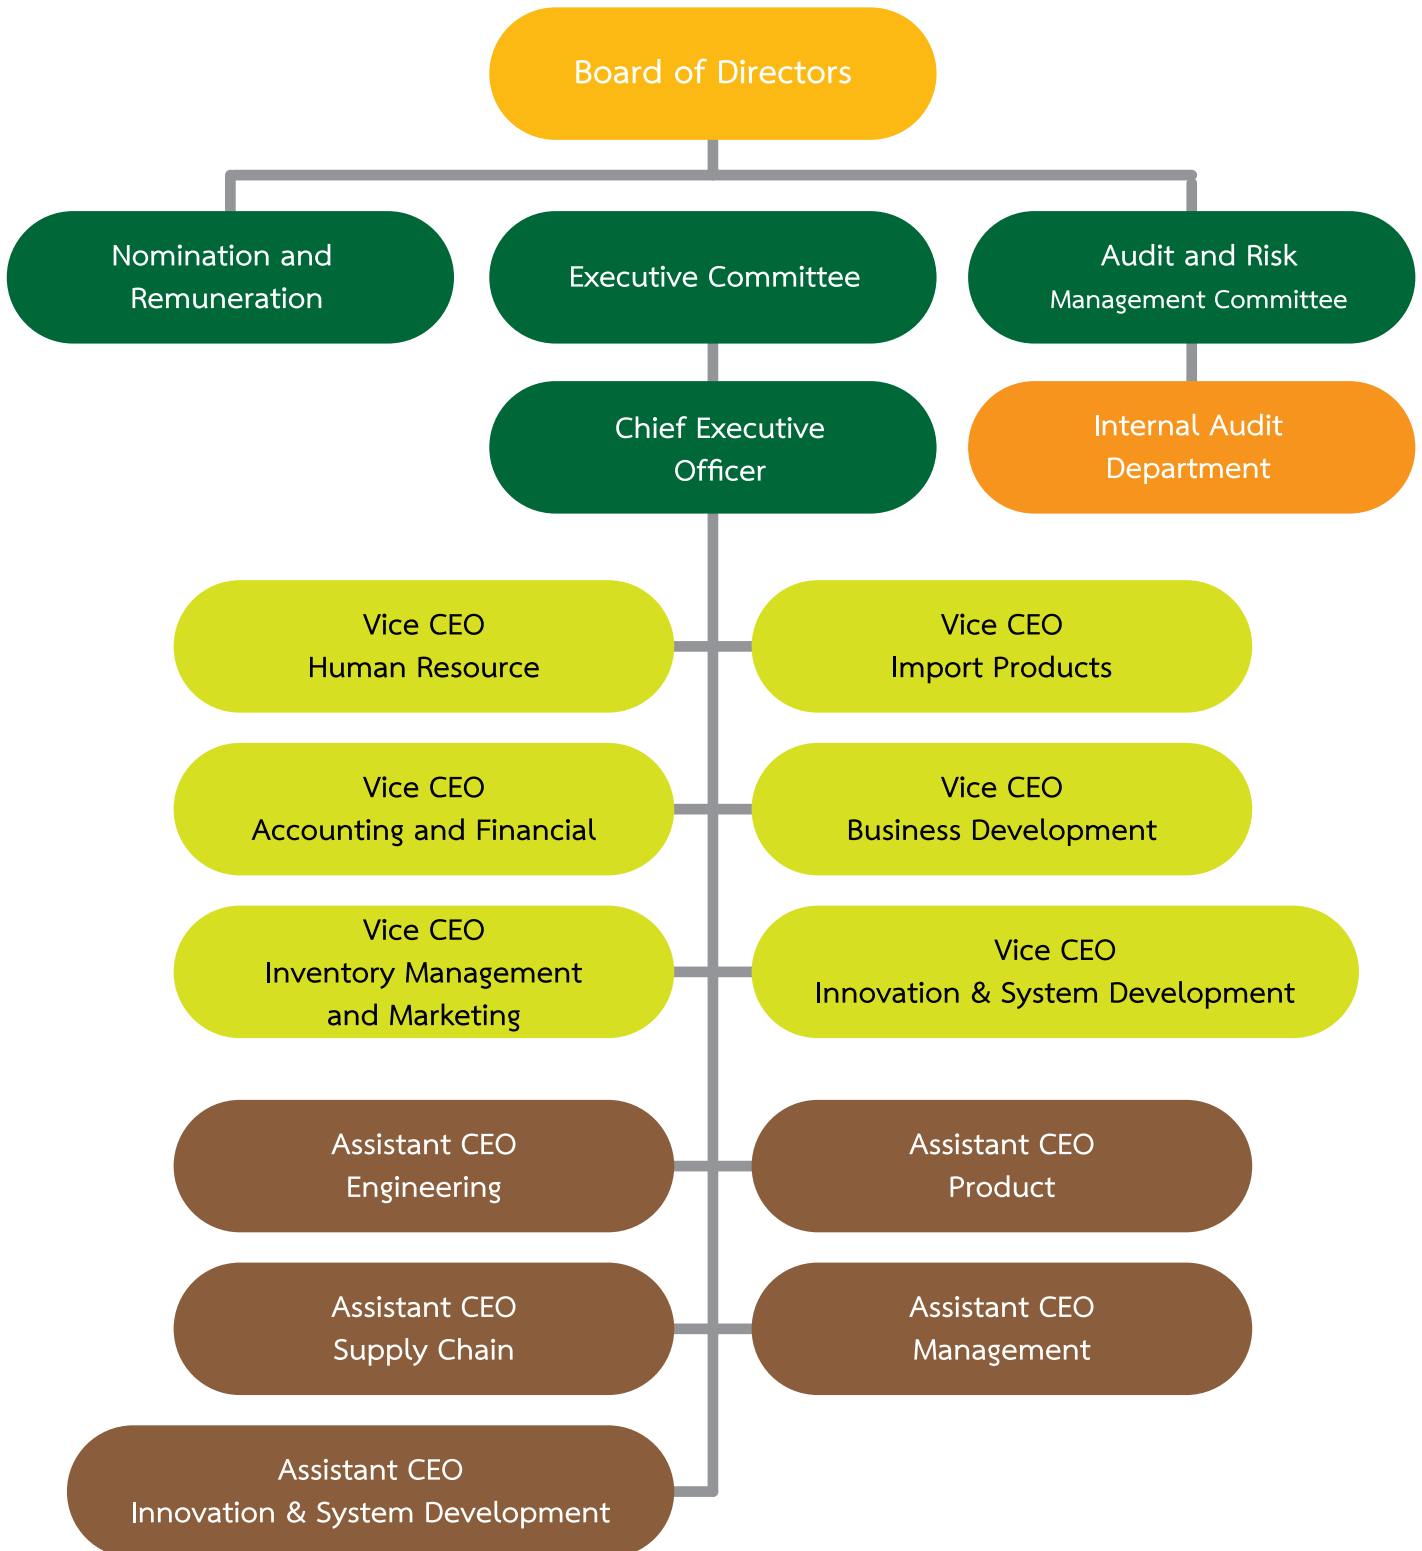 Board of Directors
Nomination and
Remuneration
Executive Committee
Audit and Risk
Management Committee
Chief Executive
Officer
Internal Audit
Department
Vice CEO
Human Resource
Vice CEO
Import Products
Vice CEO
Accounting and Financial
Vice CEO
Business Development
Vice CEO
Inventory Management
and Marketing
Vice CEO
Innovation & System Development
Assistant CEO
Engineering
Assistant CEO
Product
Assistant CEO
Supply Chain
Assistant CEO
Management
Assistant CEO
Innovation & System Development